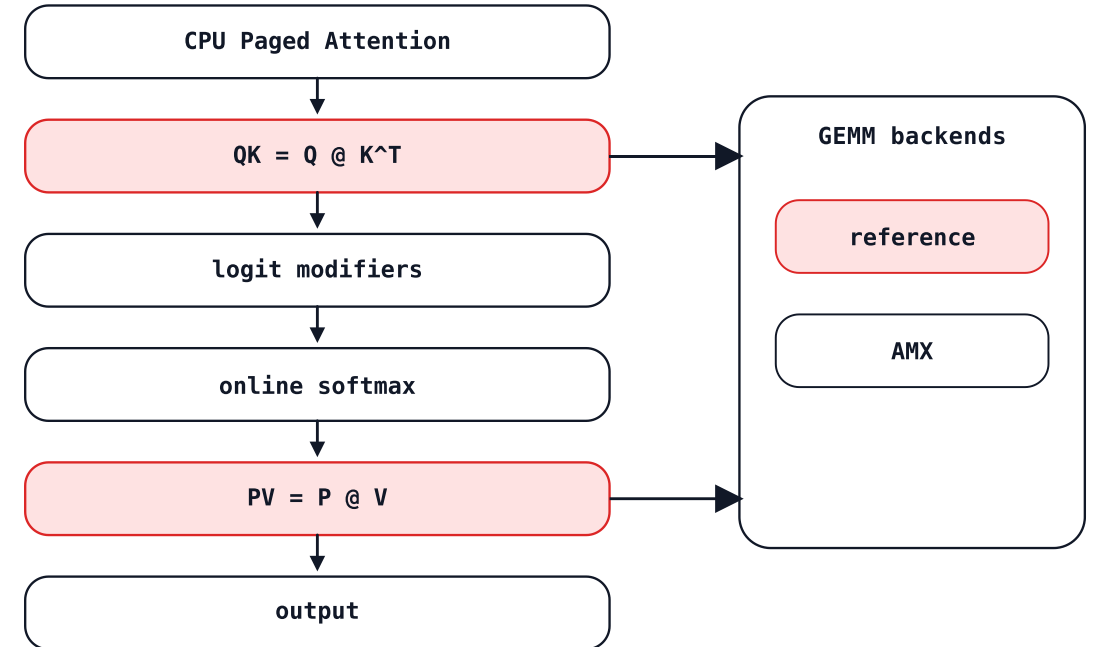 CPU Paged Attention
QK = Q @ K^T
logit modifiers
online softmax
PV = P @ V
output
GEMM backends
reference
AMX